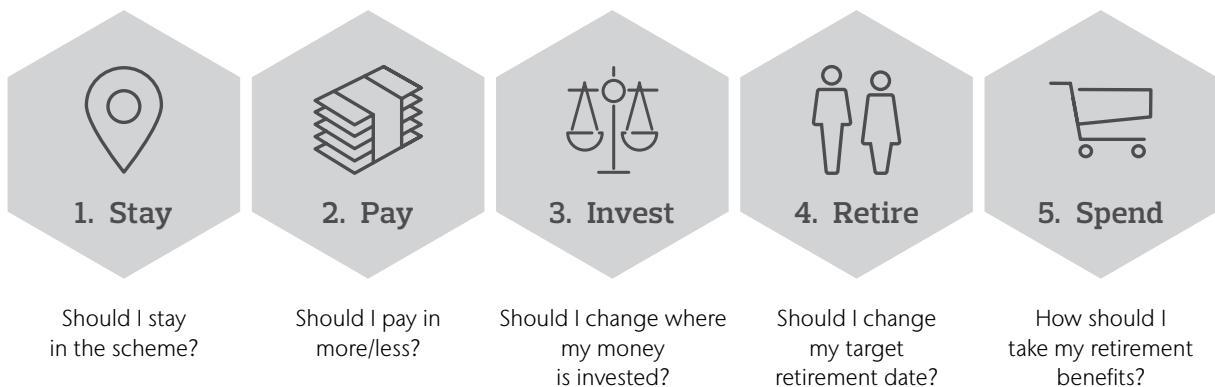 1. Stay
2. Pay
3. Invest
4. Retire
5. Spend
Should I stay
in the scheme?
Should I pay in
more/less?
Should I change where
my money
is invested?
Should I change
my target
retirement date?
How should I
take my retirement
benefits?